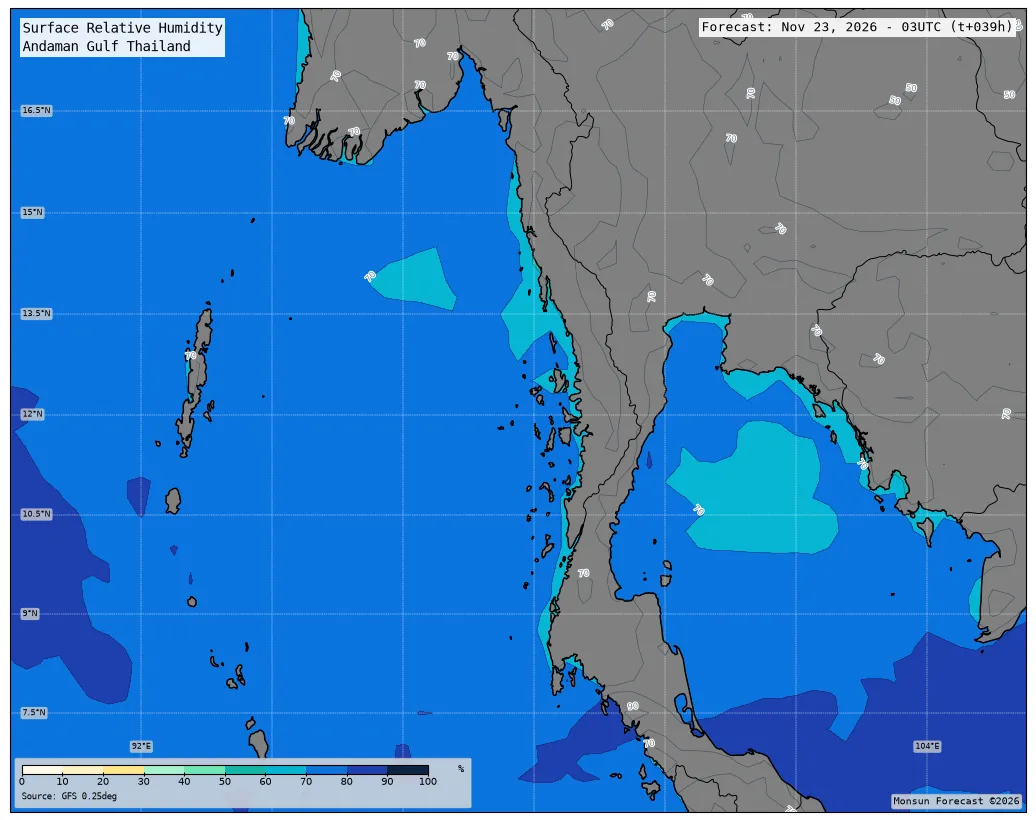 Surface Relative Humidity
Andaman Gulf Thailand
Forecast: Nov 23, 2026 - 03UTC (t+039h)
70
70
70
70
70
70
50
50
50
16.5°N
70
70
70
15°N
70
70
70
70
13.5°N
70
70
70
12°N
70
70
10.5°N
70
70
9°N
90
7.5°N
70
92°E
104°E
0 10 20 30 40 50 60 70 80 90 100 %
Source: GFS 0.25deg
Monsun Forecast ©2026